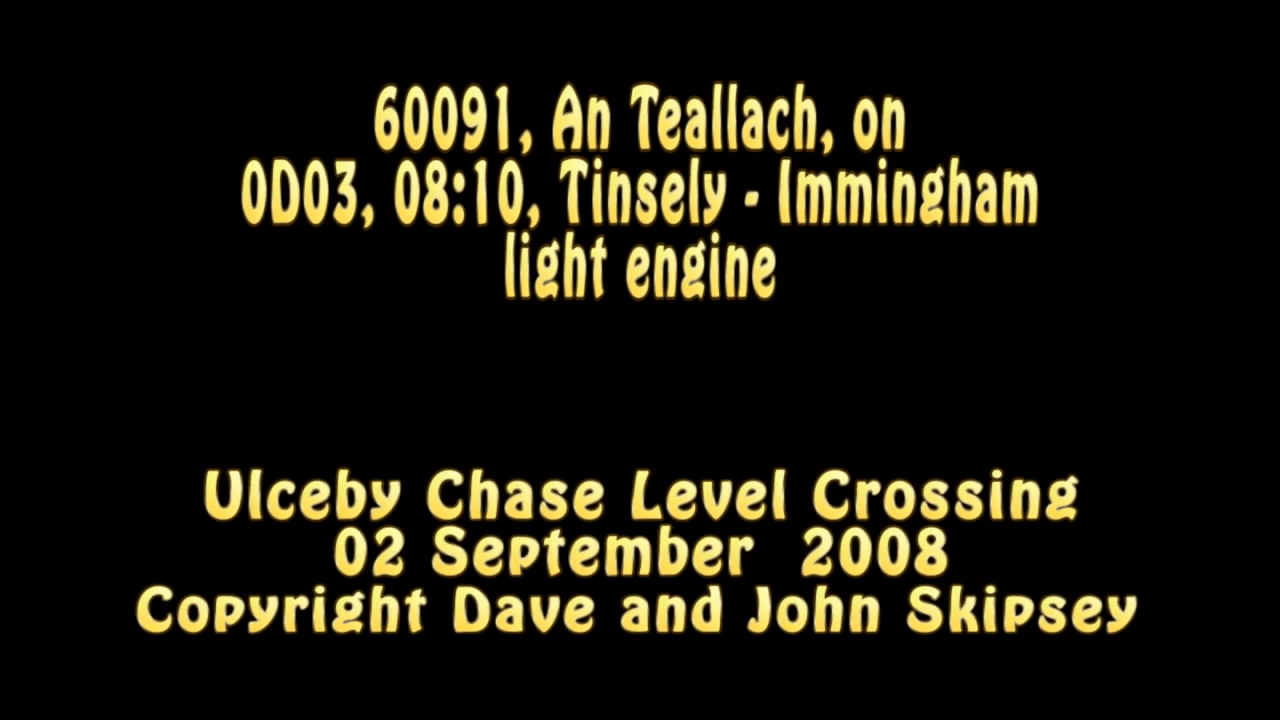 60091, An Teallach, on
0D03, 08:10, Tinsely - Immingham
light engine
Ulceby Chase Level Crossing
02 September 2008
Copyright Dave and John Skipsey